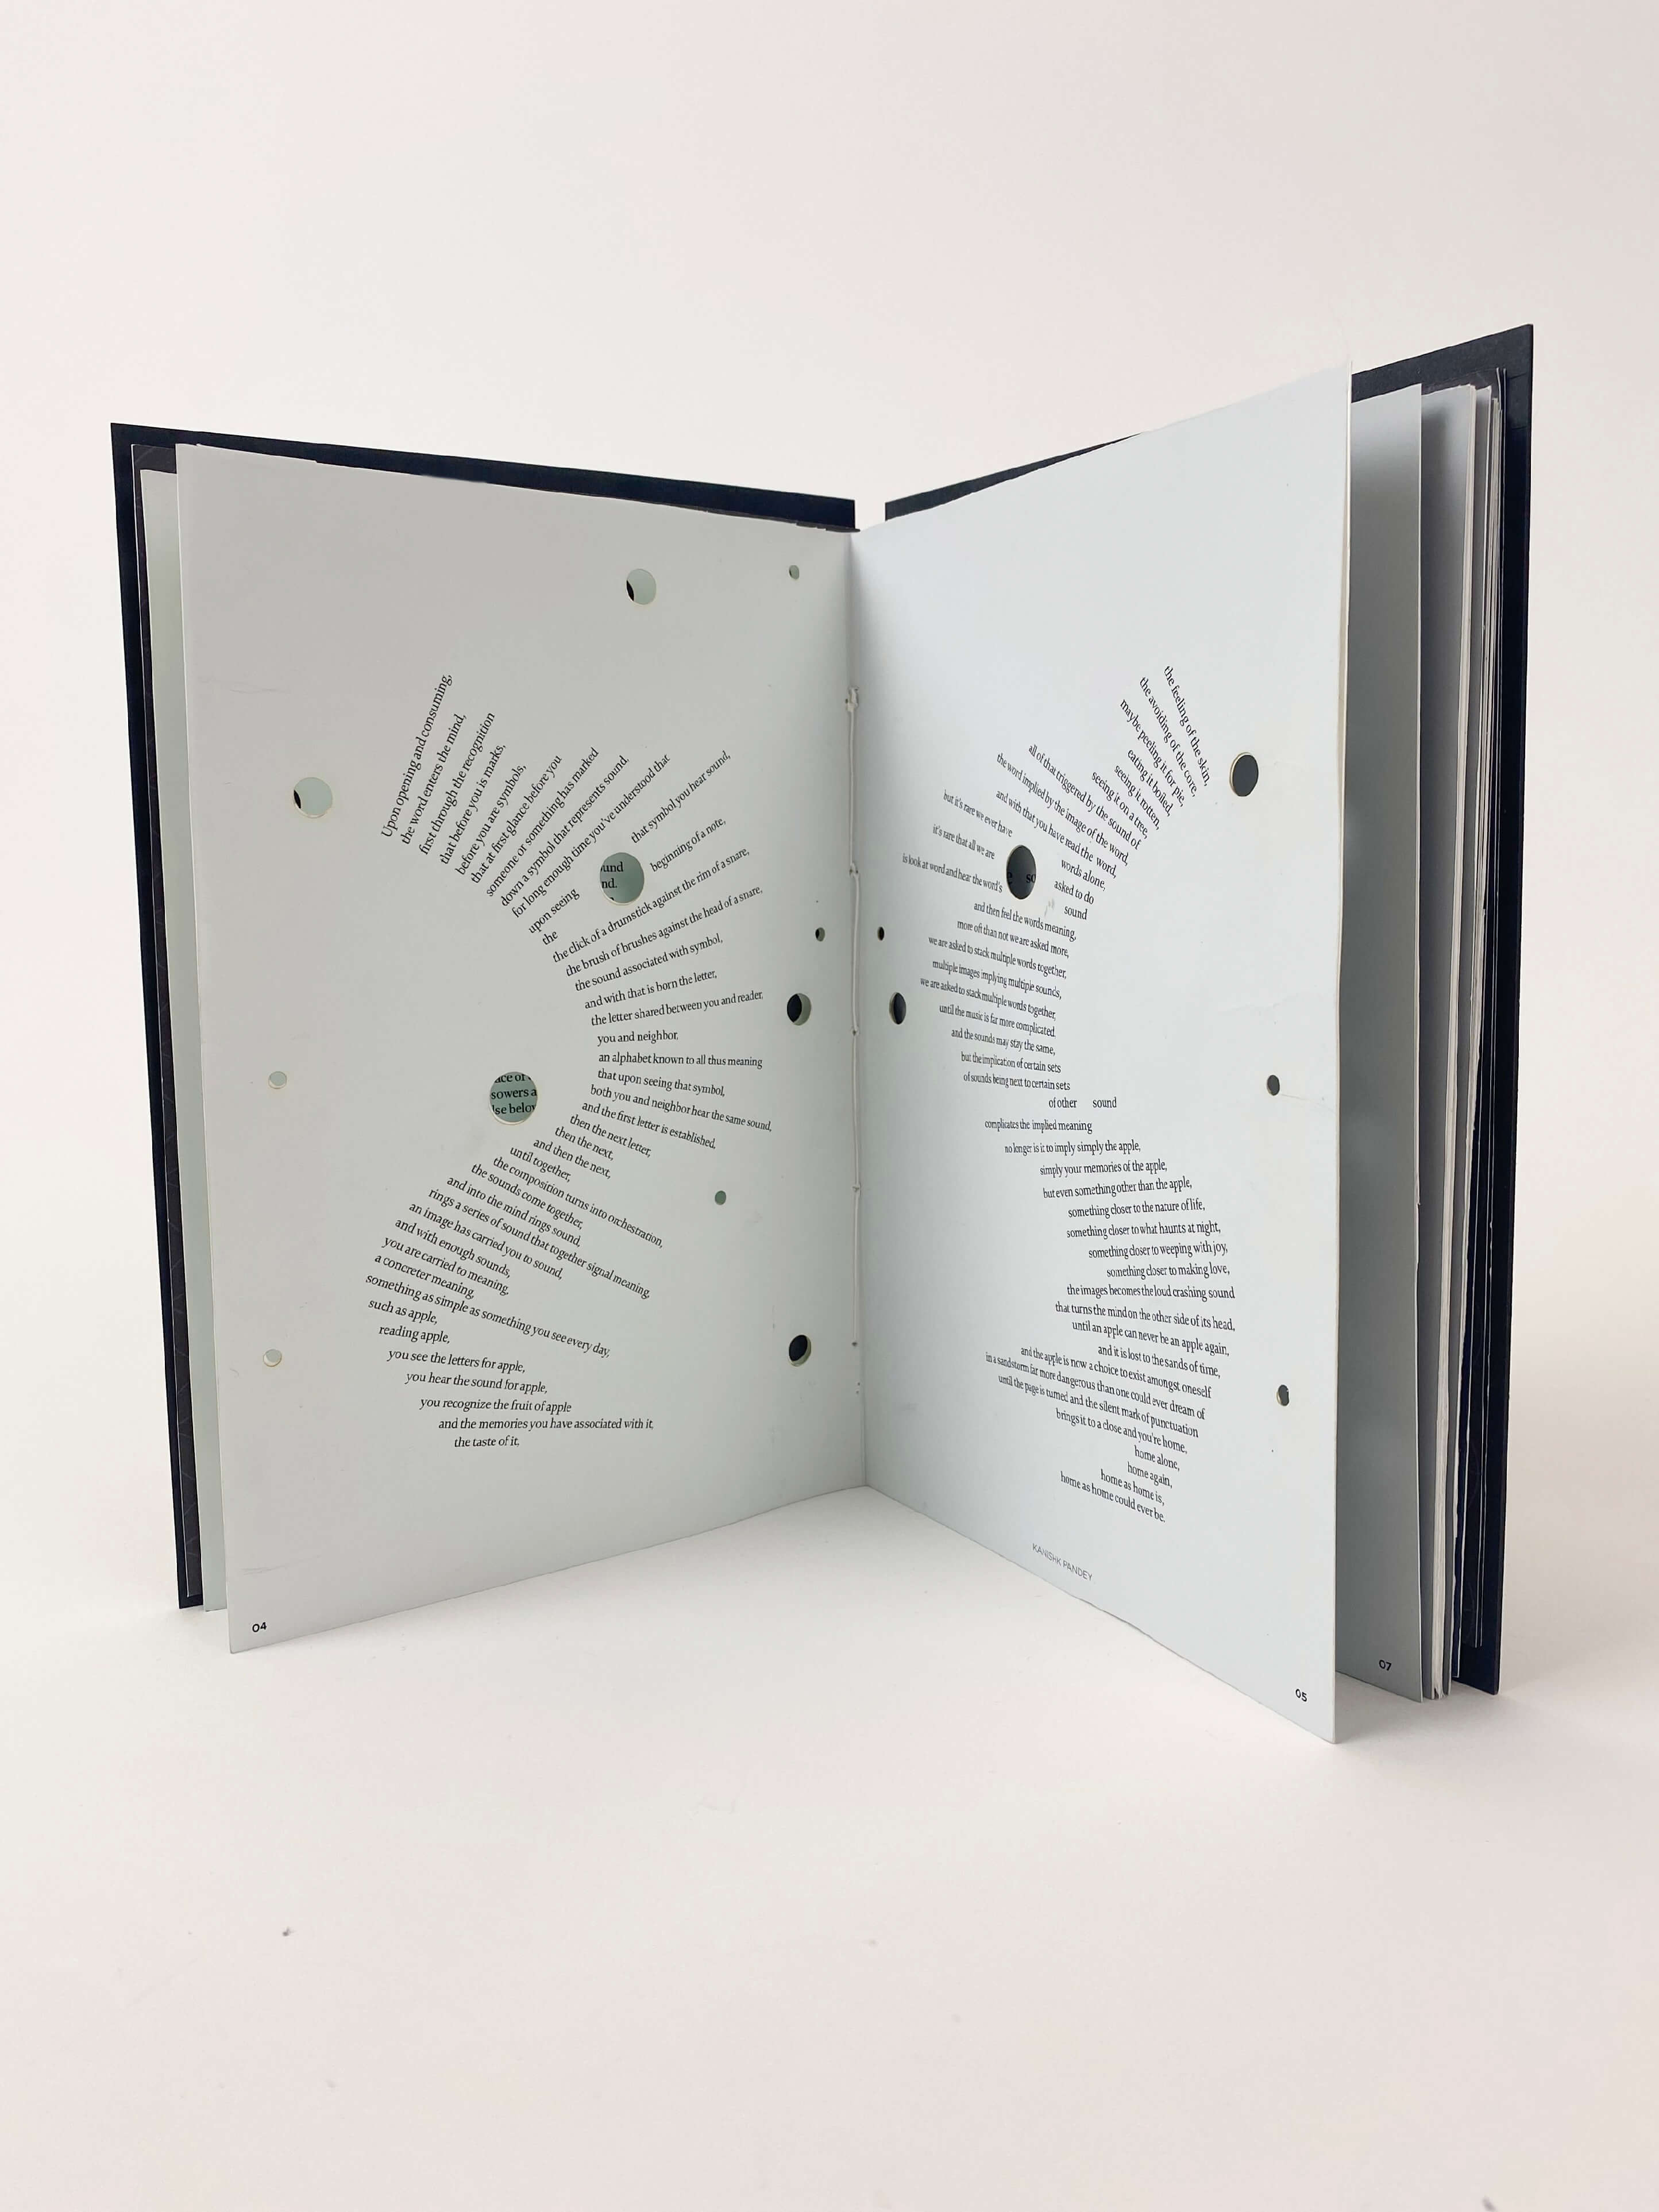 Upon opening and consuming,
the word enters the mind,
first through the recognition
that before you is marks,
before you are symbols,
that at first glance before you
someone or something has marked
down a symbol that represents sound.
for long enough time you've understood that
upon seeing that symbol you hear sound,
the beginning of a note,
the click of a drumstick against the rim of a snare,
the brush of brushes against the head of a snare.
the sound associated with symbol,
and with that is born the letter,
the letter shared between you and reader.
you and neighbor.
an alphabet known to all thus meaning
that upon seeing that symbol,
both you and neighbor hear the same sound,
and the first letter is established.
then the next letter,
then the next,
and then the next,
until together,
the composition turns into orchestration,
the sounds come together,
and into the mind rings sound,
rings a series of sound that together signal meaning,
an image has carried you to sound,
and with enough sounds,
you are carried to meaning,
a concreter meaning,
something as simple as something you see every day,
such as apple,
reading apple,
you see the letters for apple,
you hear the sound for apple,
you recognize the fruit of apple
and the memories you have associated with it,
the taste of it,
und
nd.
ace of
sowers a
lse belov
04
the feeling of the skin,
the avoiding of the core,
maybe peeling it for pie,
eating it boiled,
seeing it rotten,
seeing it on a tree,
all of that triggered by the sound of
the word implied by the image of the word,
and with that you have read the word,
but it's rare we ever have words alone,
it's rare that all we are asked to do
is look at word and hear the word's sound
and then feel the words meaning,
more oft than not we are asked more,
we are asked to stack multiple words together,
multiple images implying multiple sounds,
we are asked to stack multiple words together,
until the music is far more complicated.
and the sounds may stay the same,
but the implication of certain sets
of sounds being next to certain sets
of other sound
complicates the implied meaning
no longer is it to imply simply the apple,
simply your memories of the apple,
but even something other than the apple,
something closer to the nature of life,
something closer to what haunts at night,
something closer to weeping with joy,
something closer to making love,
the images becomes the loud crashing sound
that turns the mind on the other side of its head,
until an apple can never be an apple again,
and it is lost to the sands of time,
and the apple is now a choice to exist amongst oneself
in a sandstorm far more dangerous than one could ever dream of
until the page is turned and the silent mark of punctuation
brings it to a close and you're home,
home alone,
home again,
home as home is,
home as home could ever be.
e so
KANISHK PANDEY
05
07